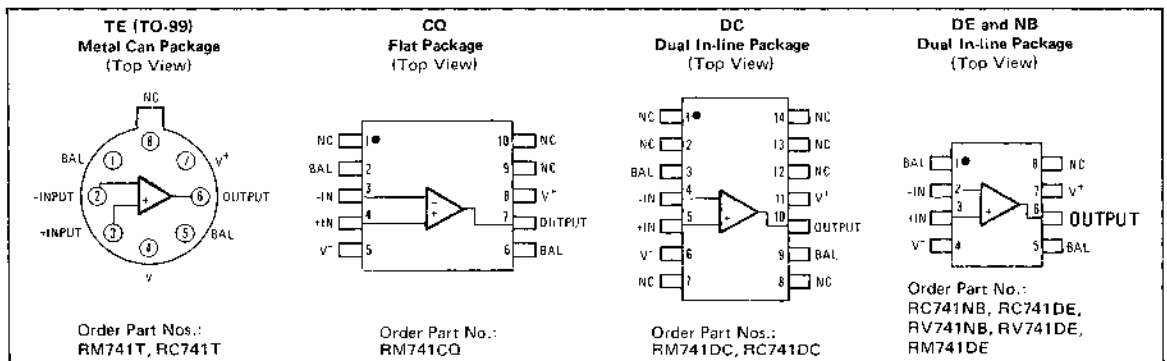 TE (TO-99)
Metal Can Package
(Top View)
NC
8
BAL
1
7
V+
-INPUT
2
6
OUTPUT
+INPUT
3
+
5
BAL
4
V
Order Part Nos.:
RM741T, RC741T
CQ
Flat Package
(Top View)
NC 1 10 NC
BAL 2 9 NC
-IN 3 - 8 V+
+IN 4 + 7 OUTPUT
V- 5 6 BAL
Order Part No.:
RM741CQ
DC
Dual In-line Package
(Top View)
NC 1 14 NC
NC 2 13 NC
BAL 3 12 NC
-IN 4 - 11 V+
+IN 5 + 10 OUTPUT
V- 6 9 BAL
NC 7 8 NC
Order Part Nos.:
RM741DC, RC741DC
DE and NB
Dual In-line Package
(Top View)
BAL 1 8 NC
-IN 2 - 7 V+
+IN 3 + 6 OUTPUT
V- 4 5 BAL
Order Part No.:
RC741NB, RC741DE,
RV741NB, RV741DE,
RM741DE